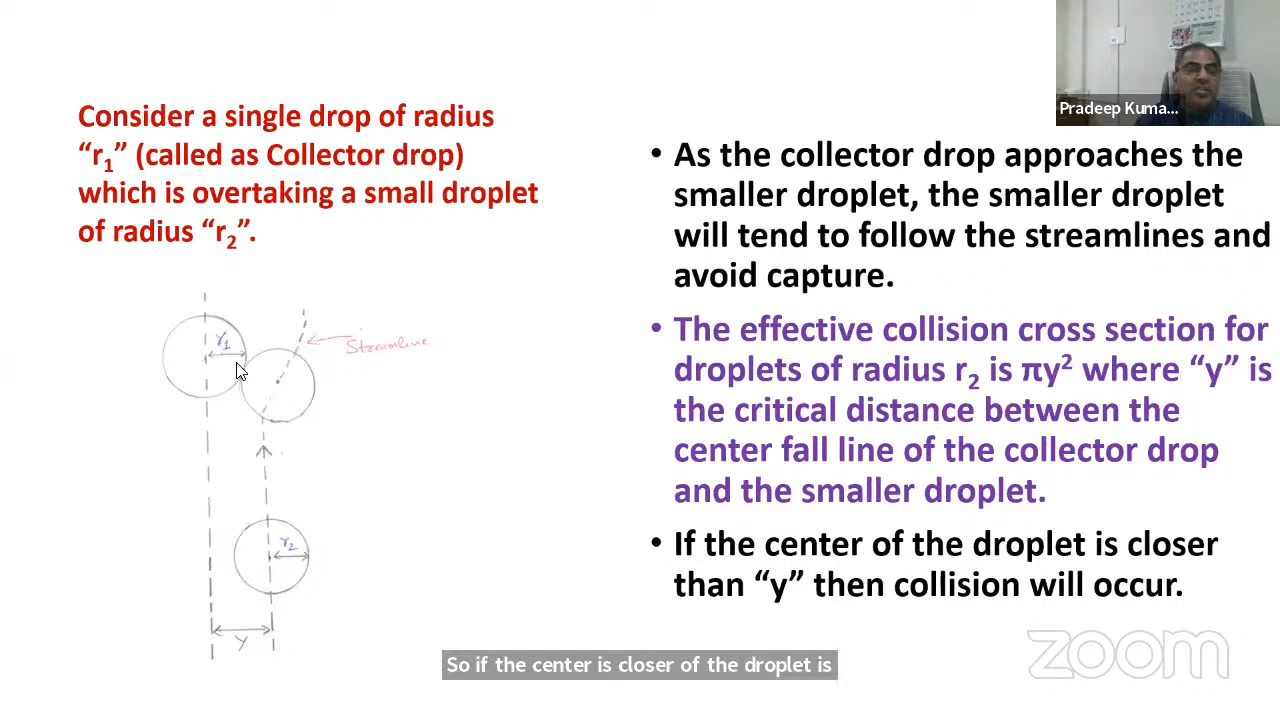 Pradeep Kuma...
Consider a single drop of radius
“r₁” (called as Collector drop)
which is overtaking a small droplet
of radius “r₂”.
r₁
Streamline
r₂
y
• As the collector drop approaches the
smaller droplet, the smaller droplet
will tend to follow the streamlines and
avoid capture.
• The effective collision cross section for
droplets of radius r₂ is πy² where “y” is
the critical distance between the
center fall line of the collector drop
and the smaller droplet.
• If the center of the droplet is closer
than “y” then collision will occur.
zoom
So if the center is closer of the droplet is